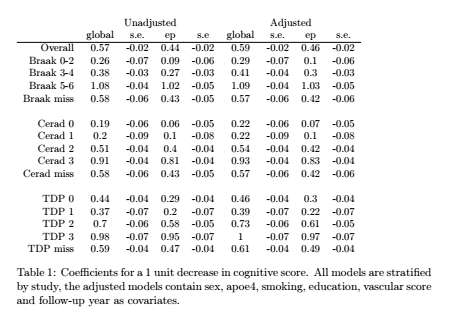 Unadjusted Adjusted
global s.e. ep s.e global s.e. ep s.e.
Overall 0.57 -0.02 0.44 -0.02 0.59 -0.02 0.46 -0.02
Braak 0-2 0.26 -0.07 0.09 -0.06 0.29 -0.07 0.1 -0.06
Braak 3-4 0.38 -0.03 0.27 -0.03 0.41 -0.04 0.3 -0.03
Braak 5-6 1.08 -0.04 1.02 -0.05 1.09 -0.04 1.03 -0.05
Braak miss 0.58 -0.06 0.43 -0.05 0.57 -0.06 0.42 -0.06
Cerad 0 0.19 -0.06 0.06 -0.05 0.22 -0.06 0.07 -0.05
Cerad 1 0.2 -0.09 0.1 -0.08 0.22 -0.09 0.1 -0.08
Cerad 2 0.51 -0.04 0.4 -0.04 0.54 -0.04 0.42 -0.04
Cerad 3 0.91 -0.04 0.81 -0.04 0.93 -0.04 0.83 -0.04
Cerad miss 0.58 -0.06 0.43 -0.05 0.57 -0.06 0.42 -0.06
TDP 0 0.44 -0.04 0.29 -0.04 0.46 -0.04 0.3 -0.04
TDP 1 0.37 -0.07 0.2 -0.07 0.39 -0.07 0.22 -0.07
TDP 2 0.7 -0.06 0.58 -0.05 0.73 -0.06 0.61 -0.05
TDP 3 0.98 -0.07 0.95 -0.07 1 -0.07 0.97 -0.07
TDP miss 0.59 -0.04 0.47 -0.04 0.61 -0.04 0.49 -0.04
Table 1: Coefficients for a 1 unit decrease in cognitive score. All models are stratified
by study, the adjusted models contain sex, apoe4, smoking, education, vascular score
and follow-up year as covariates.